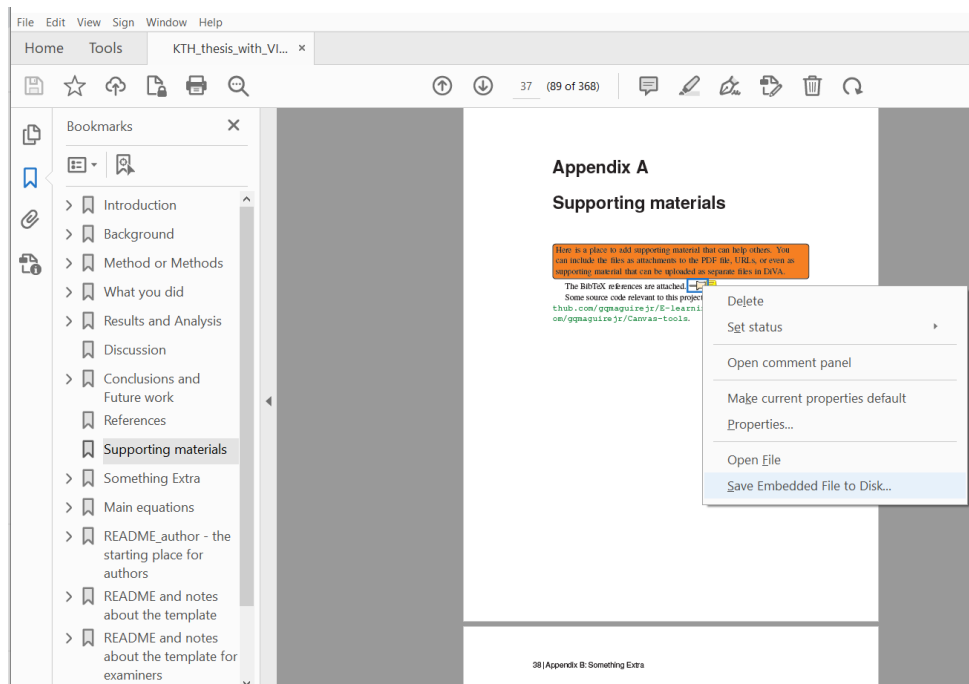 File Edit View Sign Window Help
Home Tools KTH_thesis_with_VI... ×
37 (89 of 368)
Bookmarks
Introduction
Background
Method or Methods
What you did
Results and Analysis
Discussion
Conclusions and
Future work
References
Supporting materials
Something Extra
Main equations
README_author - the
starting place for
authors
README and notes
about the template
README and notes
about the template for
examiners
Appendix A
Supporting materials
Here is a place to add supporting material that can help others. You
can include the files as attachments to the PDF file, URLs, or even as
supporting material that can be uploaded as separate files in DiVA.
The BibTeX references are attached.
Some source code relevant to this project
thub.com/gqmaguirejr/E-learni
om/gqmaguirejr/Canvas-tools.
Delete
Set status
Open comment panel
Make current properties default
Properties...
Open File
Save Embedded File to Disk...
38 | Appendix B: Something Extra